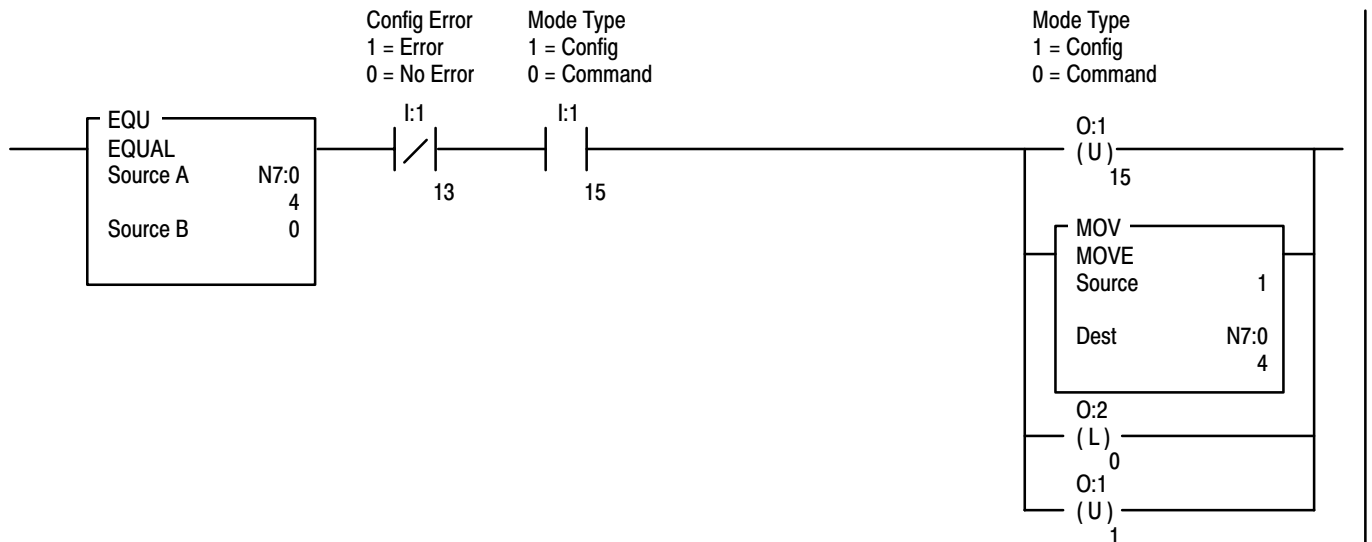 Config Error
1 = Error
0 = No Error
Mode Type
1 = Config
0 = Command
Mode Type
1 = Config
0 = Command
EQU
EQUAL
Source A N7:0
4
Source B 0
I:1
13
I:1
15
O:1
(U)
15
MOV
MOVE
Source 1
Dest N7:0
4
O:2
(L)
0
O:1
(U)
1